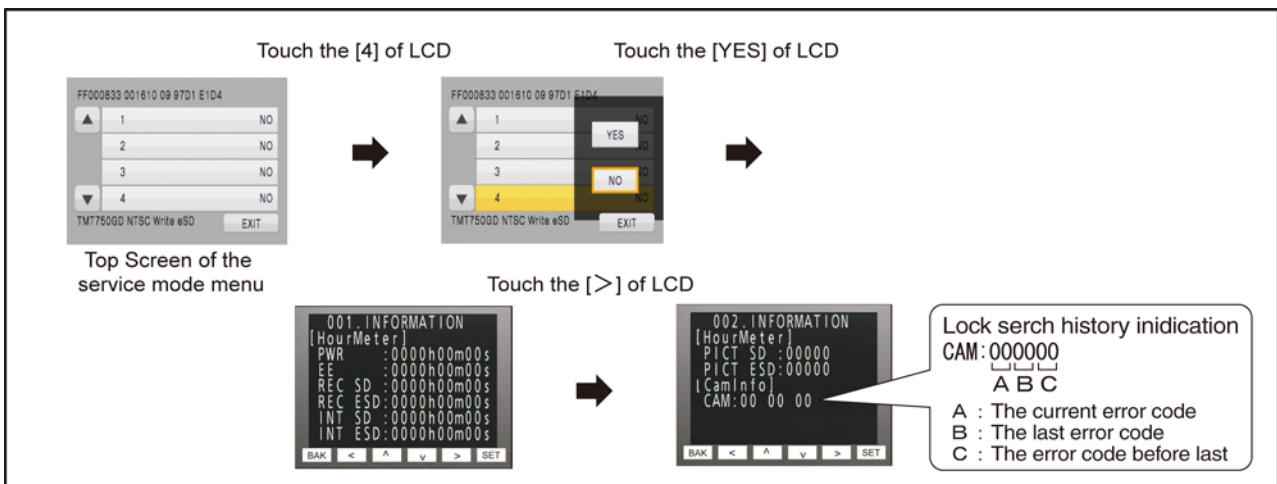 Touch the [4] of LCD
Touch the [YES] of LCD
FF000833 001610 09 97D1 E1D4
▲ 1 NO
2 NO
3 NO
▼ 4 NO
TMT750GD NTSC Write eSD EXIT
FF000833 001610 09 97D1 E1D4
▲ 1 NO
2 NO
3 NO
▼ 4 NO
YES
NO
TMT750GD NTSC Write eSD EXIT
Top Screen of the
service mode menu
Touch the [>] of LCD
001.INFORMATION
[HourMeter]
PWR :0000h00m00s
EE :0000h00m00s
REC SD :0000h00m00s
REC ESD:0000h00m00s
INT SD :0000h00m00s
INT ESD:0000h00m00s
BAK < ^ v > SET
002.INFORMATION
[HourMeter]
PICT SD :00000
PICT ESD:00000
[CamInfo]
CAM:00 00 00
BAK < ^ v > SET
Lock serch history inidication
CAM:000000
A B C
A : The current error code
B : The last error code
C : The error code before last